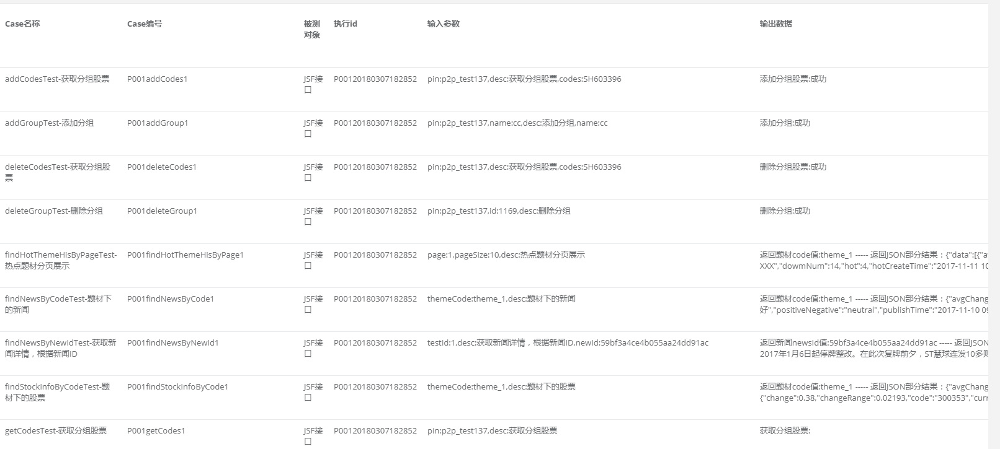 Case名称 Case编号 被测 执行id 输入参数 输出数据
对象
addCodesTest-获取分组股票 P001addCodes1 JSF接 P00120180307182852 pin:p2p_test137,desc:获取分组股票,codes:SH603396 添加分组股票:成功
口
addGroupTest-添加分组 P001addGroup1 JSF接 P00120180307182852 pin:p2p_test137,name:cc,desc:添加分组,name:cc 添加分组:成功
口
deleteCodesTest-获取分组股 P001deleteCodes1 JSF接 P00120180307182852 pin:p2p_test137,desc:获取分组股票,codes:SH603396 删除分组股票:成功
票 口
deleteGroupTest-删除分组 P001deleteGroup1 JSF接 P00120180307182852 pin:p2p_test137,id:1169,desc:删除分组 删除分组:成功
口
findHotThemeHisByPageTest- P001findHotThemeHisByPage1 JSF接 P00120180307182852 page:1,pageSize:10,desc:热点题材分页展示 返回题材code值:theme_1 ----- 返回JSON部分结果：{"data":[{"a
热点题材分页展示 口 XXX","dowmNum":14,"hot":4,"hotCreateTime":"2017-11-11 10
findNewsByCodeTest-题材下 P001findNewsByCode1 JSF接 P00120180307182852 themeCode:theme_1,desc:题材下的新闻 返回题材code值:theme_1 ----- 返回JSON部分结果：{"avgChang
的新闻 口 好","positiveNegative":"neutral","publishTime":"2017-11-10 09
findNewsByNewIdTest-获取新 P001findNewsByNewId1 JSF接 P00120180307182852 testId:1,desc:获取新闻详情，根据新闻ID,newId:59bf3a4ce4b055aa24dd91ac 返回新闻newsId值:59bf3a4ce4b055aa24dd91ac ----- 返回JSON
闻详情，根据新闻ID 口 2017年1月6日起停牌整改。在此次复牌前夕，ST慧球连发10多则
findStockInfoByCodeTest-题 P001findStockInfoByCode1 JSF接 P00120180307182852 themeCode:theme_1,desc:题材下的股票 返回题材code值:theme_1 ----- 返回JSON部分结果：{"avgChang
材下的股票 口 {"change":0.38,"changeRange":0.02193,"code":"300353","curr
getCodesTest-获取分组股票 P001getCodes1 JSF接 P00120180307182852 pin:p2p_test137,desc:获取分组股票 获取分组股票:
口